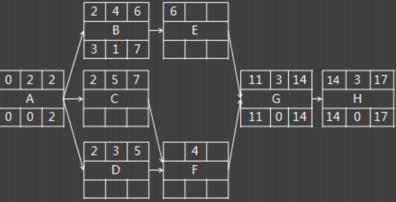 2 4 6
B
3 1 7
6
E
0 2 2
A
0 0 2
2 5 7
C
11 3 14
G
11 0 14
14 3 17
H
14 0 17
2 3 5
D
4
F